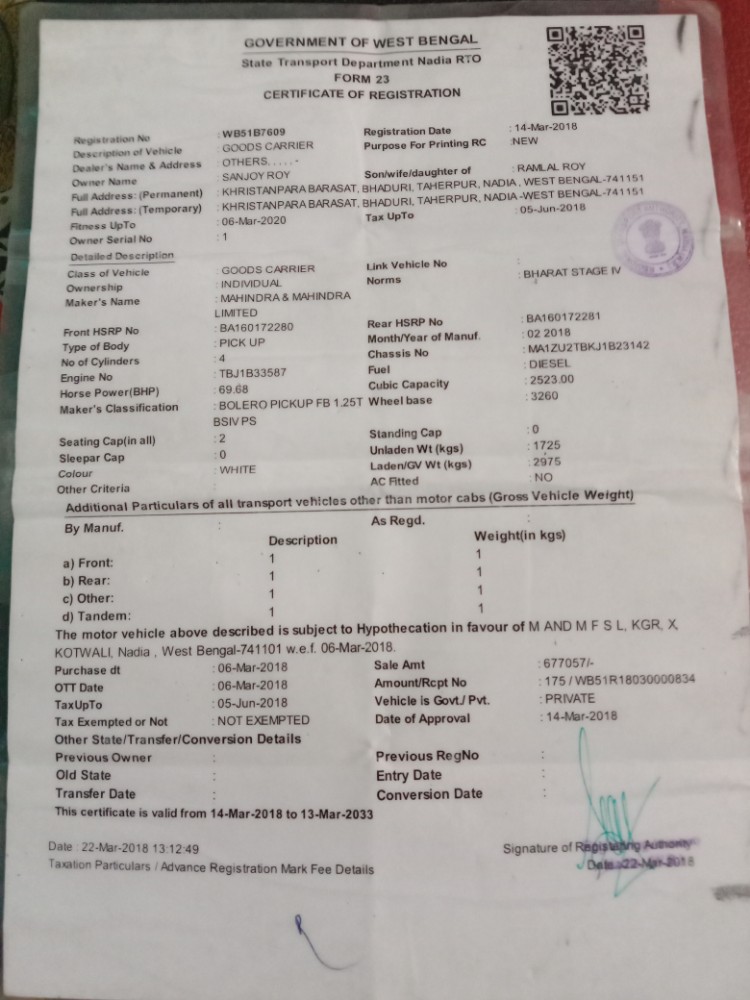 GOVERNMENT OF WEST BENGAL
State Transport Department Nadia RTO
FORM 23
CERTIFICATE OF REGISTRATION
Registration No : WB51B7609 Registration Date : 14-Mar-2018
Description of Vehicle : GOODS CARRIER Purpose For Printing RC :NEW
Dealer's Name & Address : OTHERS, , , , -
Owner Name : SANJOY ROY Son/wife/daughter of : RAMLAL ROY
Full Address: (Permanent) : KHRISTANPARA BARASAT, BHADURI, TAHERPUR, NADIA , WEST BENGAL-741151
Full Address: (Temporary) : KHRISTANPARA BARASAT, BHADURI, TAHERPUR, NADIA -WEST BENGAL-741151
Fitness UpTo : 06-Mar-2020 Tax UpTo : 05-Jun-2018
Owner Serial No : 1
Detailed Description
Class of Vehicle : GOODS CARRIER Link Vehicle No :
Ownership : INDIVIDUAL Norms : BHARAT STAGE IV
Maker's Name : MAHINDRA & MAHINDRA
LIMITED
Front HSRP No : BA160172280 Rear HSRP No : BA160172281
Type of Body : PICK UP Month/Year of Manuf. : 02 2018
No of Cylinders : 4 Chassis No : MA1ZU2TBKJ1B23142
Engine No : TBJ1B33587 Fuel : DIESEL
Horse Power(BHP) : 69.68 Cubic Capacity : 2523.00
Maker's Classification : BOLERO PICKUP FB 1.25T Wheel base : 3260
BSIV PS
Seating Cap(in all) : 2 Standing Cap : 0
Sleepar Cap : 0 Unladen Wt (kgs) : 1725
Colour : WHITE Laden/GV Wt (kgs) : 2975
Other Criteria : AC Fitted : NO
Additional Particulars of all transport vehicles other than motor cabs (Gross Vehicle Weight)
By Manuf. : As Regd. :
Description Weight(in kgs)
a) Front: 1 1
b) Rear: 1 1
c) Other: 1 1
d) Tandem: 1 1
The motor vehicle above described is subject to Hypothecation in favour of M AND M F S L, KGR, X,
KOTWALI, Nadia , West Bengal-741101 w.e.f. 06-Mar-2018.
Purchase dt : 06-Mar-2018 Sale Amt : 677057/-
OTT Date : 06-Mar-2018 Amount/Rcpt No : 175 / WB51R18030000834
TaxUpTo : 05-Jun-2018 Vehicle is Govt./ Pvt. : PRIVATE
Tax Exempted or Not : NOT EXEMPTED Date of Approval : 14-Mar-2018
Other State/Transfer/Conversion Details
Previous Owner : Previous RegNo :
Old State : Entry Date :
Transfer Date : Conversion Date :
This certificate is valid from 14-Mar-2018 to 13-Mar-2033
Date : 22-Mar-2018 13:12:49 Signature of Registering Authority
Taxation Particulars / Advance Registration Mark Fee Details Date : 22-Mar-2018